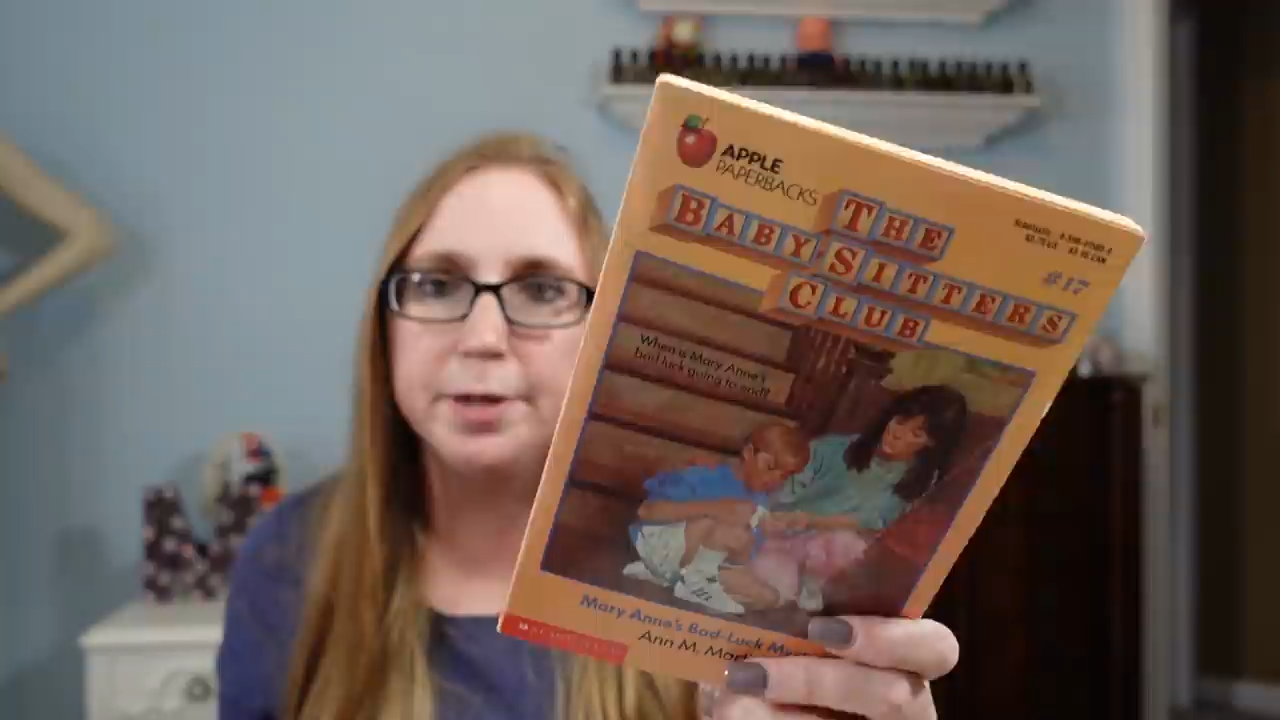 APPLE
PAPERBACKS
THE
BABY-SITTERS
CLUB
#17
When is Mary Anne's
bad luck going to end?
Mary Anne's Bad-Luck
Ann M.
SCHOLASTIC